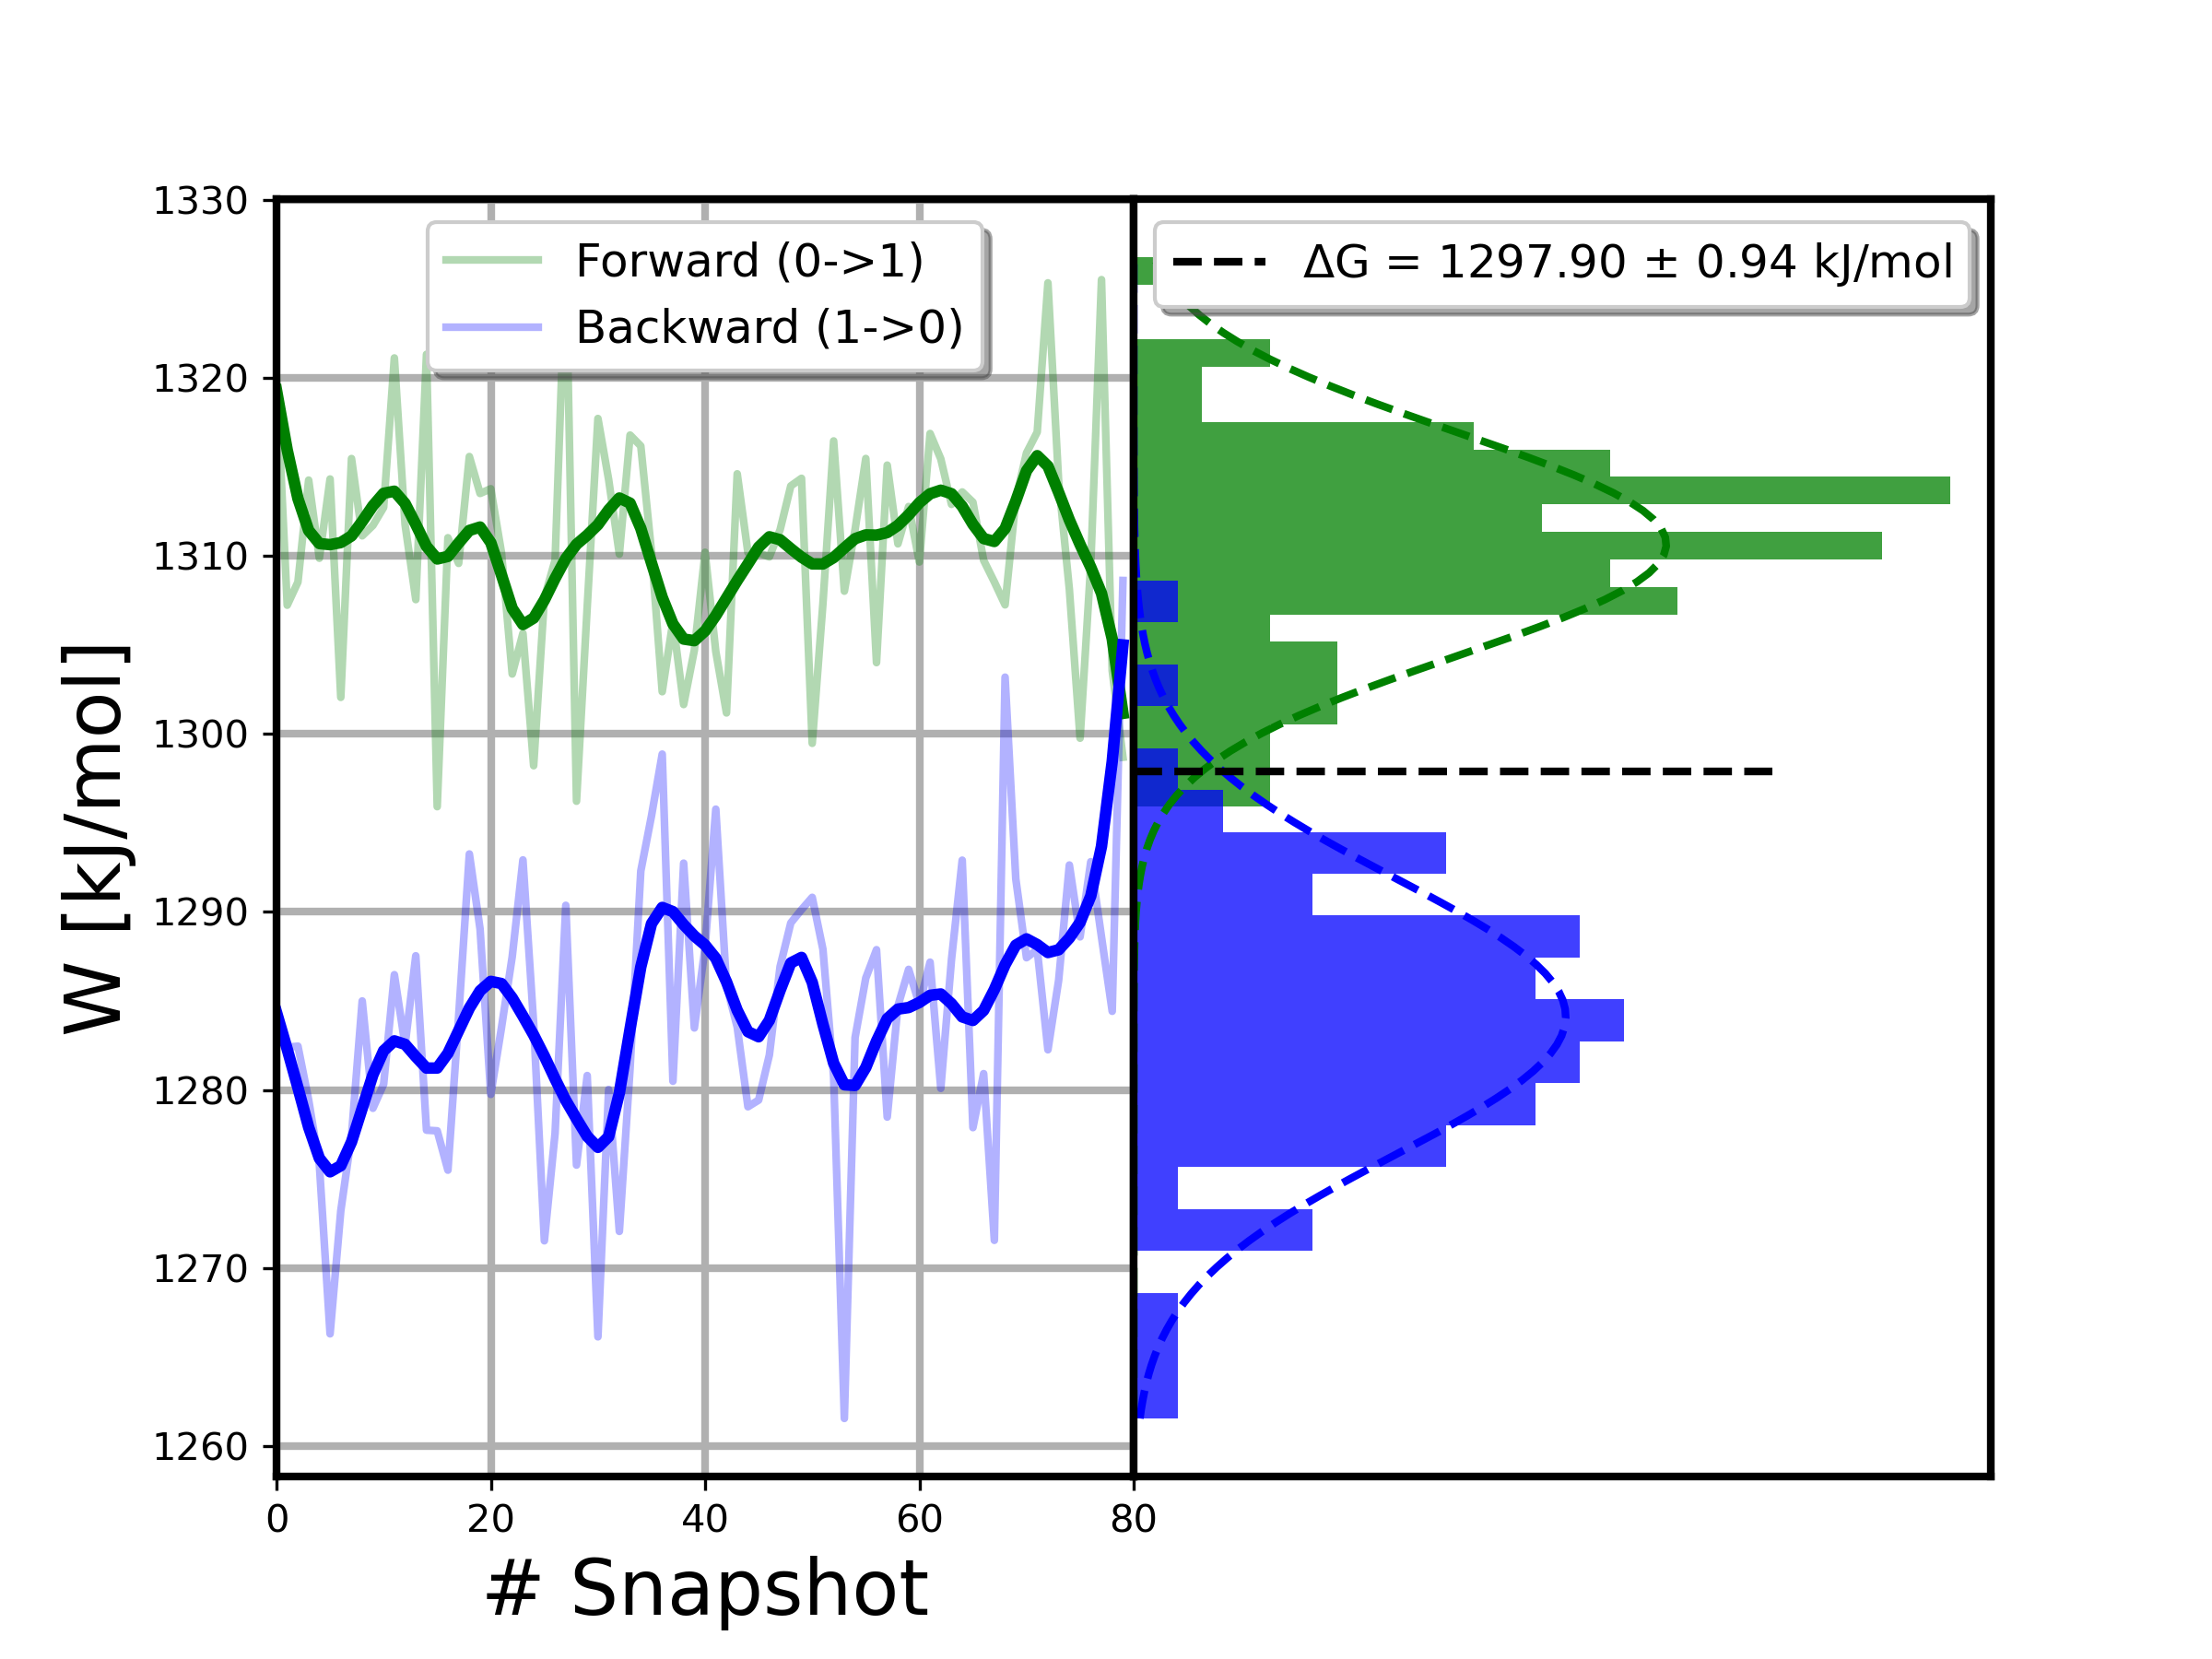 Forward (0->1)
Backward (1->0)
ΔG = 1297.90 ± 0.94 kJ/mol
W [kJ/mol]
1330
1320
1310
1300
1290
1280
1270
1260
0 20 40 60 80
# Snapshot